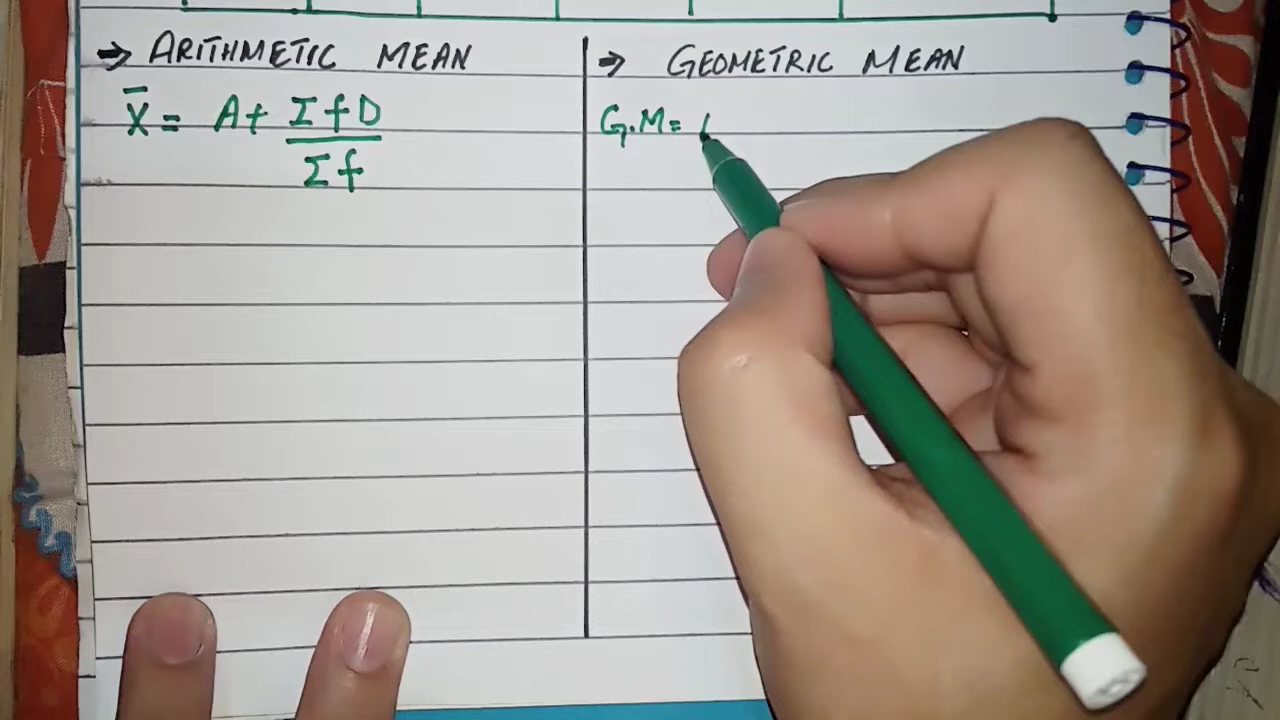 → ARITHMETIC MEAN
X̄ = A + ΣfD / Σf
→ GEOMETRIC MEAN
G.M =